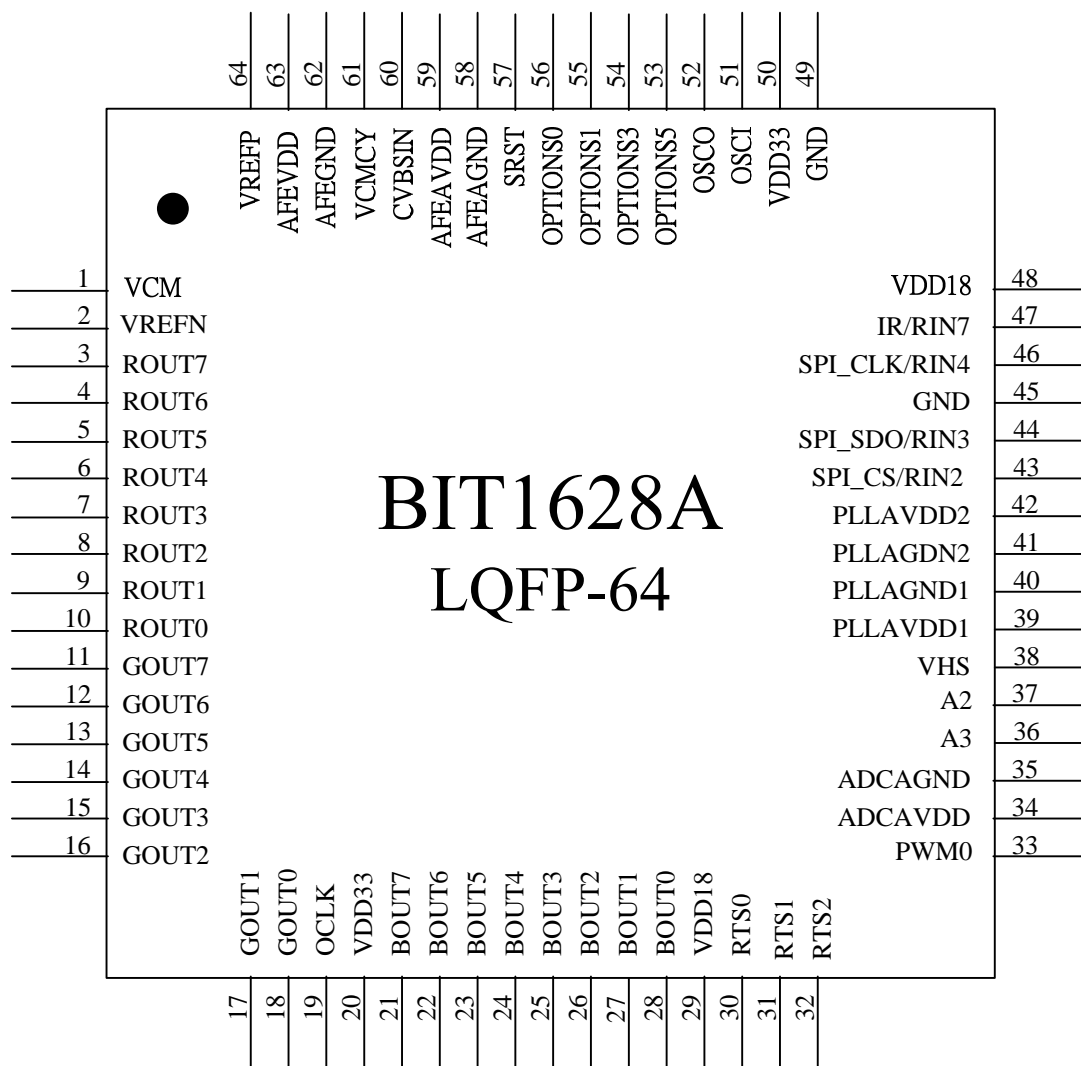 64 63 62 61 60 59 58 57 56 55 54 53 52 51 50 49
VREFP
AFEVDD
AFEGND
VCMCY
CVBSIN
AFEAVDD
AFEAGND
SRST
OPTIONS0
OPTIONS1
OPTIONS3
OPTIONS5
OSCO
OSCI
VDD33
GND
1 VCM
2 VREFN
3 ROUT7
4 ROUT6
5 ROUT5
6 ROUT4
7 ROUT3
8 ROUT2
9 ROUT1
10 ROUT0
11 GOUT7
12 GOUT6
13 GOUT5
14 GOUT4
15 GOUT3
16 GOUT2
BIT1628A
LQFP-64
VDD18 48
IR/RIN7 47
SPI_CLK/RIN4 46
GND 45
SPI_SDO/RIN3 44
SPI_CS/RIN2 43
PLLAVDD2 42
PLLAGDN2 41
PLLAGND1 40
PLLAVDD1 39
VHS 38
A2 37
A3 36
ADCAGND 35
ADCAVDD 34
PWM0 33
GOUT1
GOUT0
OCLK
VDD33
BOUT7
BOUT6
BOUT5
BOUT4
BOUT3
BOUT2
BOUT1
BOUT0
VDD18
RTS0
RTS1
RTS2
17 18 19 20 21 22 23 24 25 26 27 28 29 30 31 32